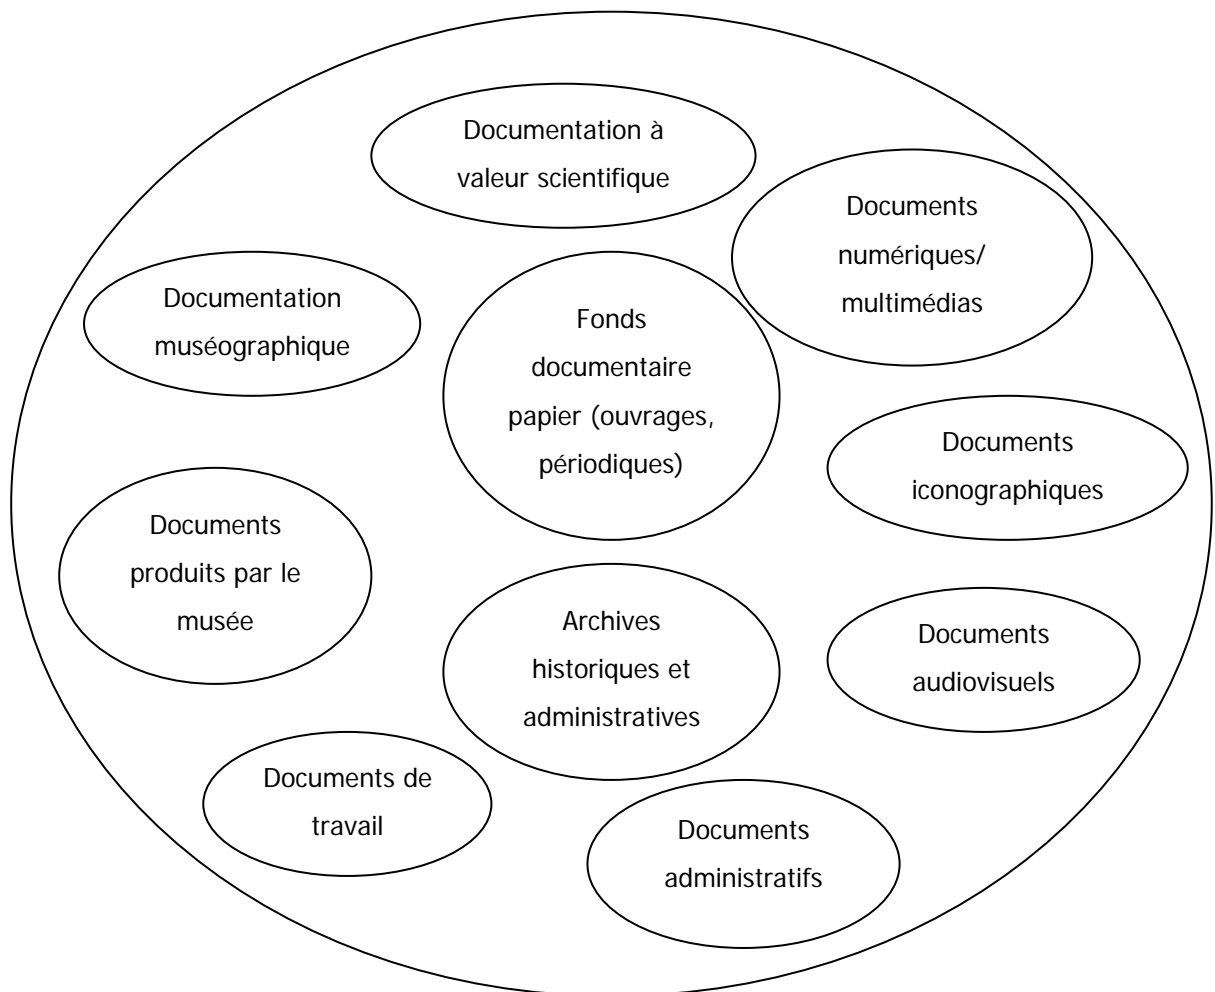 Documentation à
valeur scientifique
Documents
numériques/
multimédias
Documentation
muséographique
Fonds
documentaire
papier (ouvrages,
périodiques)
Documents
iconographiques
Documents
produits par le
musée
Archives
historiques et
administratives
Documents
audiovisuels
Documents de
travail
Documents
administratifs